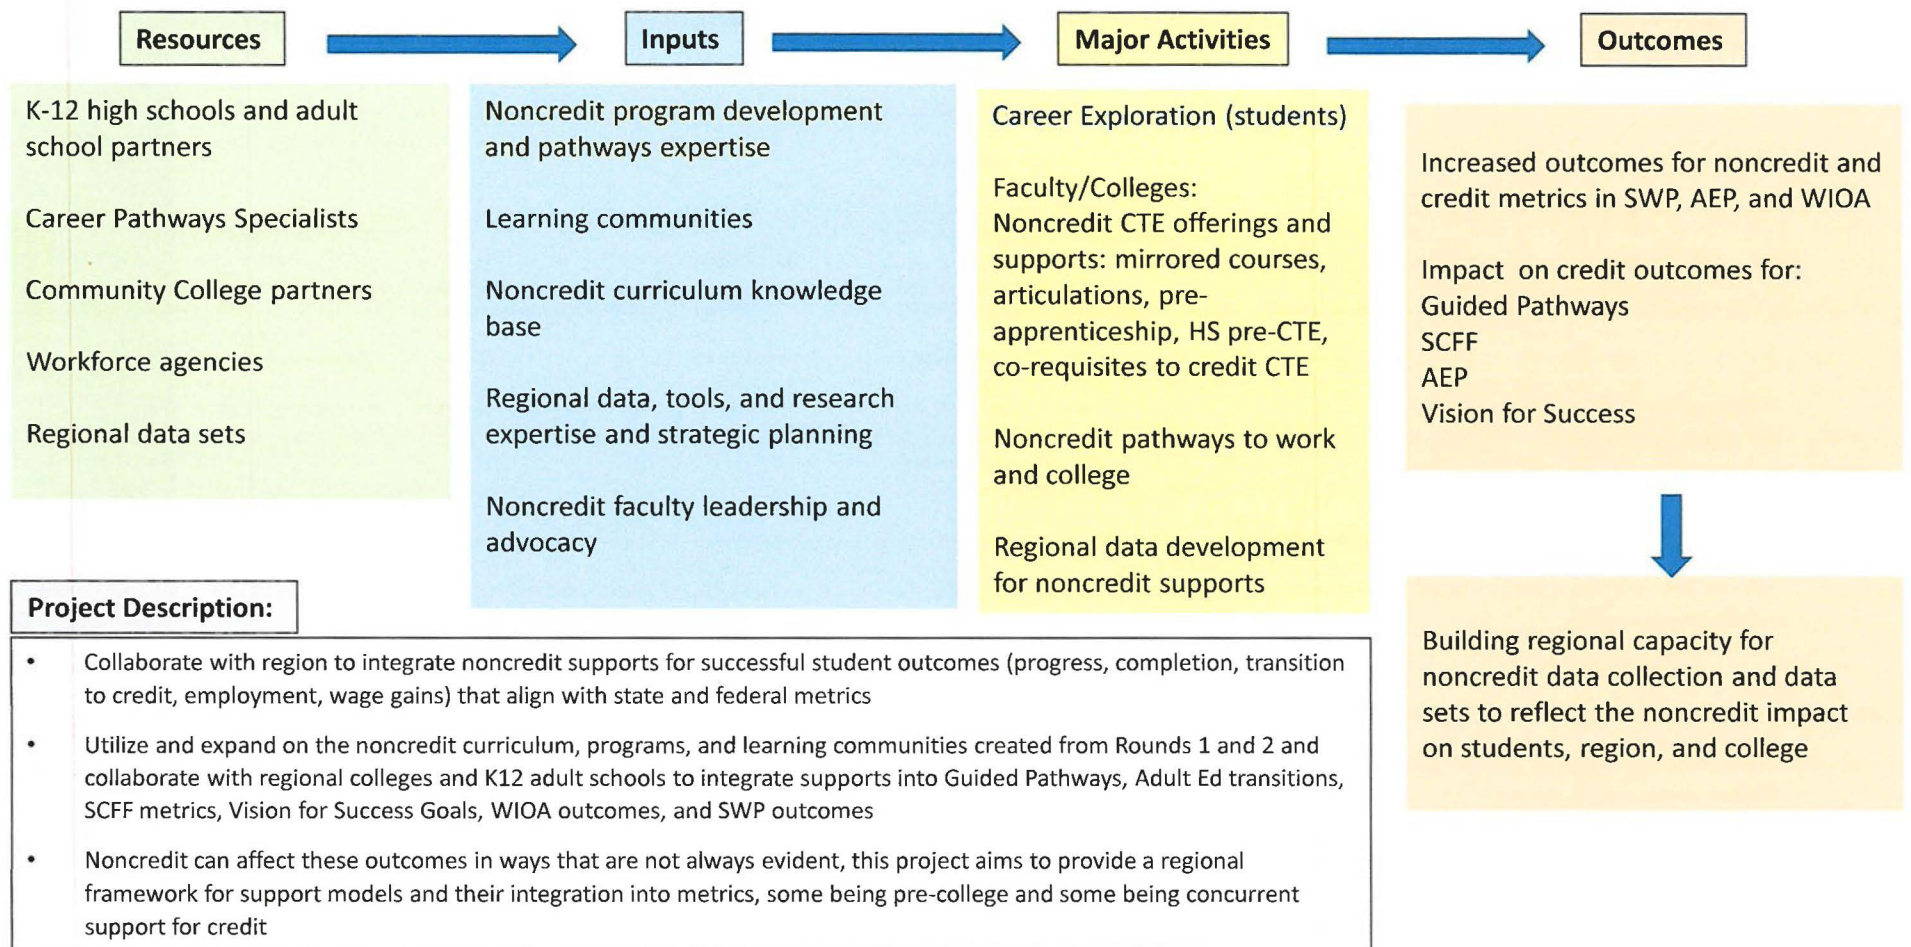 Resources
Inputs
Major Activities
Outcomes
K-12 high schools and adult
school partners
Career Pathways Specialists
Community College partners
Workforce agencies
Regional data sets
Noncredit program development
and pathways expertise
Learning communities
Noncredit curriculum knowledge
base
Regional data, tools, and research
expertise and strategic planning
Noncredit faculty leadership and
advocacy
Career Exploration (students)
Faculty/Colleges:
Noncredit CTE offerings and
supports: mirrored courses,
articulations, pre-
apprenticeship, HS pre-CTE,
co-requisites to credit CTE
Noncredit pathways to work
and college
Regional data development
for noncredit supports
Increased outcomes for noncredit and
credit metrics in SWP, AEP, and WIOA
Impact on credit outcomes for:
Guided Pathways
SCFF
AEP
Vision for Success
Building regional capacity for
noncredit data collection and data
sets to reflect the noncredit impact
on students, region, and college
Project Description:
• Collaborate with region to integrate noncredit supports for successful student outcomes (progress, completion, transition
to credit, employment, wage gains) that align with state and federal metrics
• Utilize and expand on the noncredit curriculum, programs, and learning communities created from Rounds 1 and 2 and
collaborate with regional colleges and K12 adult schools to integrate supports into Guided Pathways, Adult Ed transitions,
SCFF metrics, Vision for Success Goals, WIOA outcomes, and SWP outcomes
• Noncredit can affect these outcomes in ways that are not always evident, this project aims to provide a regional
framework for support models and their integration into metrics, some being pre-college and some being concurrent
support for credit